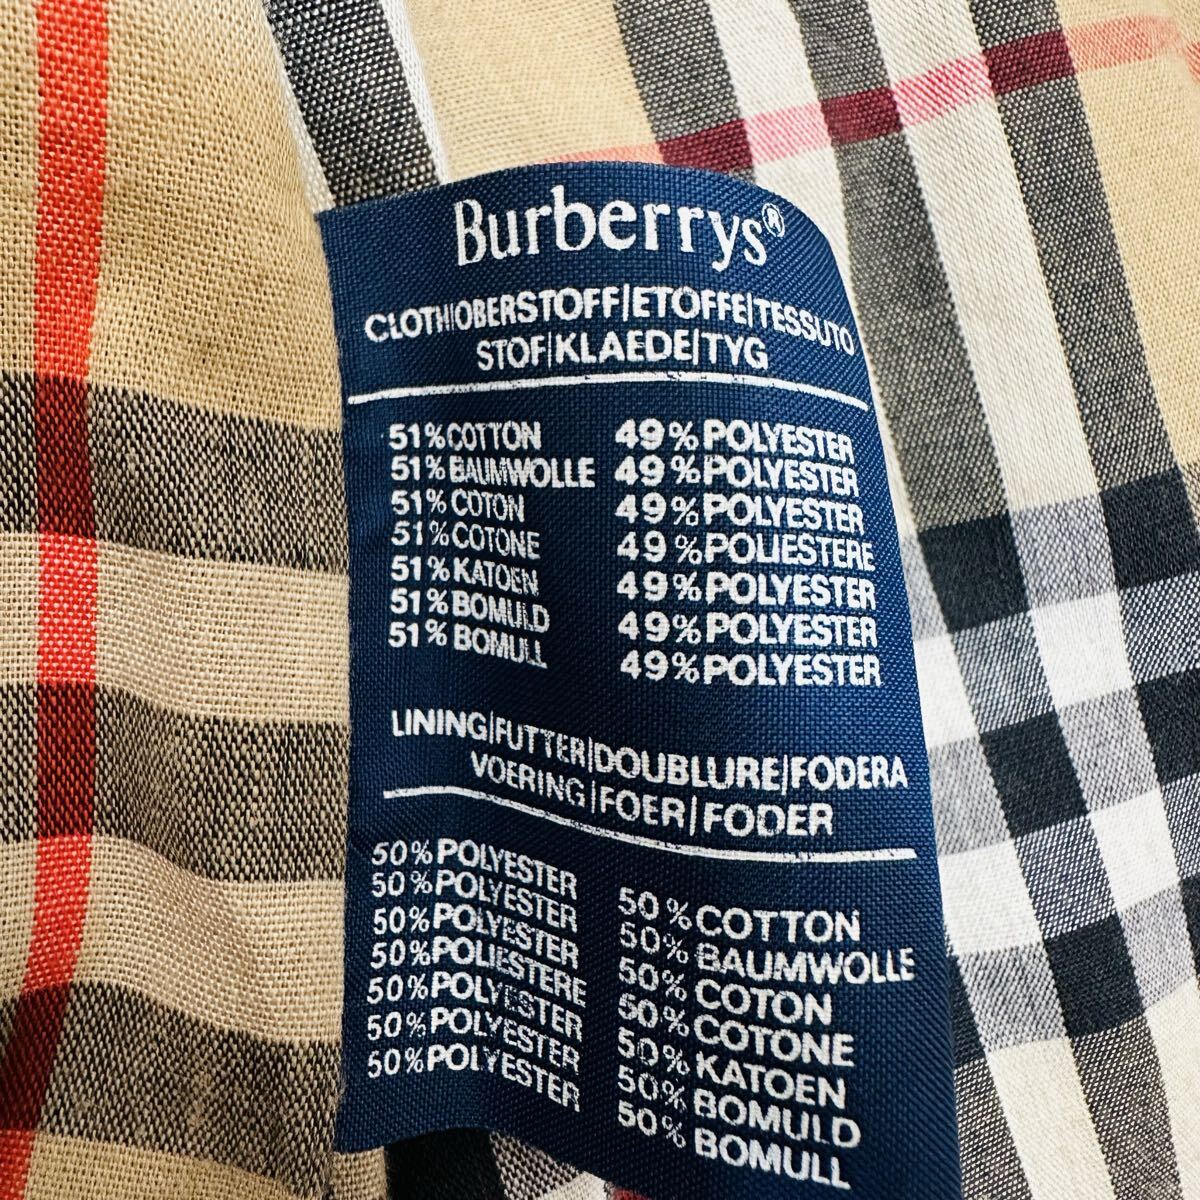 Burberrys®
CLOTH/OBERSTOFF/ETOFFE/TESSUTO
STOF/KLAEDE/TYG
51% COTTON 49% POLYESTER
51% BAUMWOLLE 49% POLYESTER
51% COTON 49% POLYESTER
51% COTONE 49% POLIESTERE
51% KATOEN 49% POLYESTER
51% BOMULD 49% POLYESTER
51% BOMULL 49% POLYESTER
LINING/FUTTER/DOUBLURE/FODERA
VOERING/FOER/FODER
50% POLYESTER 50% COTTON
50% POLYESTER 50% BAUMWOLLE
50% POLYESTER 50% COTON
50% POLIESTERE 50% COTONE
50% POLYESTER 50% KATOEN
50% POLYESTER 50% BOMULD
50% POLYESTER 50% BOMULL